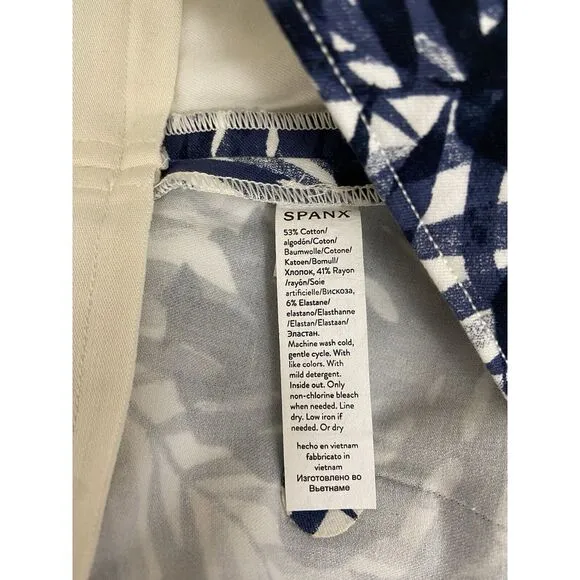 SPANX
53% Cotton/
algodón/Coton/
Baumwolle/Cotone/
Katoen/Bomull/
Хлопок, 41% Rayon
/rayón/Soie
artificielle/Вискоза,
6% Elastane/
elastano/Elasthanne
/Elastan/Elastaan/
Эластан.
Machine wash cold,
gentle cycle. With
like colors. With
mild detergent.
Inside out. Only
non-chlorine bleach
when needed. Line
dry. Low iron if
needed. Or dry
hecho en vietnam
fabbricato in
vietnam
Изготовлено во
Вьетнаме